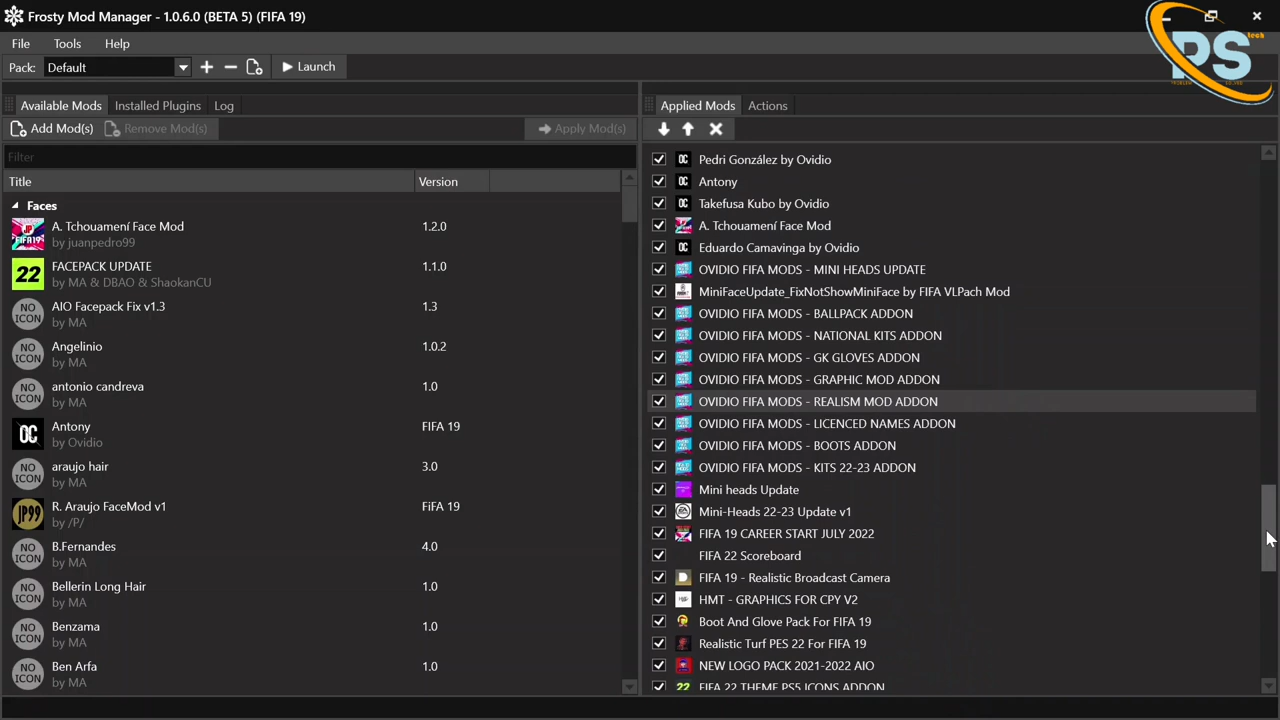 Frosty Mod Manager - 1.0.6.0 (BETA 5) (FIFA 19)
tech
PS
File Tools Help
Pack: Default Launch
Available Mods Installed Plugins Log
Add Mod(s) Remove Mod(s) Apply Mod(s)
Filter
Title Version
Faces
A. Tchouamení Face Mod 1.2.0
by juanpedro99
FACEPACK UPDATE 1.1.0
by MA & DBAO & ShaokanCU
AIO Facepack Fix v1.3 1.3
by MA
Angelinio 1.0.2
by MA
antonio candreva 1.0
by MA
Antony FIFA 19
by Ovidio
araujo hair 3.0
by MA
R. Araujo FaceMod v1 FiFA 19
by /P/
B.Fernandes 4.0
by MA
Bellerin Long Hair 1.0
by MA
Benzama 1.0
by MA
Ben Arfa 1.0
by MA
Applied Mods Actions
Pedri González by Ovidio
Antony
Takefusa Kubo by Ovidio
A. Tchouamení Face Mod
Eduardo Camavinga by Ovidio
OVIDIO FIFA MODS - MINI HEADS UPDATE
MiniFaceUpdate_FixNotShowMiniFace by FIFA VLPach Mod
OVIDIO FIFA MODS - BALLPACK ADDON
OVIDIO FIFA MODS - NATIONAL KITS ADDON
OVIDIO FIFA MODS - GK GLOVES ADDON
OVIDIO FIFA MODS - GRAPHIC MOD ADDON
OVIDIO FIFA MODS - REALISM MOD ADDON
OVIDIO FIFA MODS - LICENCED NAMES ADDON
OVIDIO FIFA MODS - BOOTS ADDON
OVIDIO FIFA MODS - KITS 22-23 ADDON
Mini heads Update
Mini-Heads 22-23 Update v1
FIFA 19 CAREER START JULY 2022
FIFA 22 Scoreboard
FIFA 19 - Realistic Broadcast Camera
HMT - GRAPHICS FOR CPY V2
Boot And Glove Pack For FIFA 19
Realistic Turf PES 22 For FIFA 19
NEW LOGO PACK 2021-2022 AIO
FIFA 22 THEME PS5 ICONS ADDON